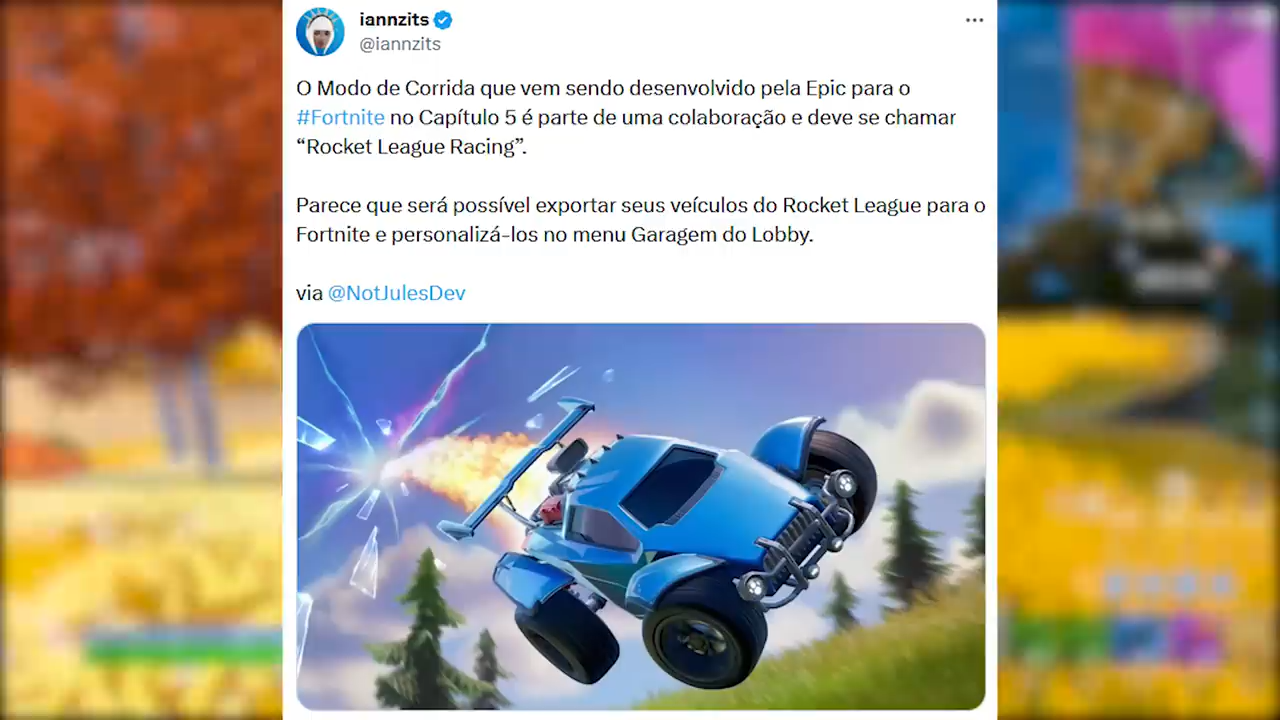 iannzits
@iannzits
O Modo de Corrida que vem sendo desenvolvido pela Epic para o
#Fortnite no Capítulo 5 é parte de uma colaboração e deve se chamar
“Rocket League Racing”.
Parece que será possível exportar seus veículos do Rocket League para o
Fortnite e personalizá-los no menu Garagem do Lobby.
via @NotJulesDev